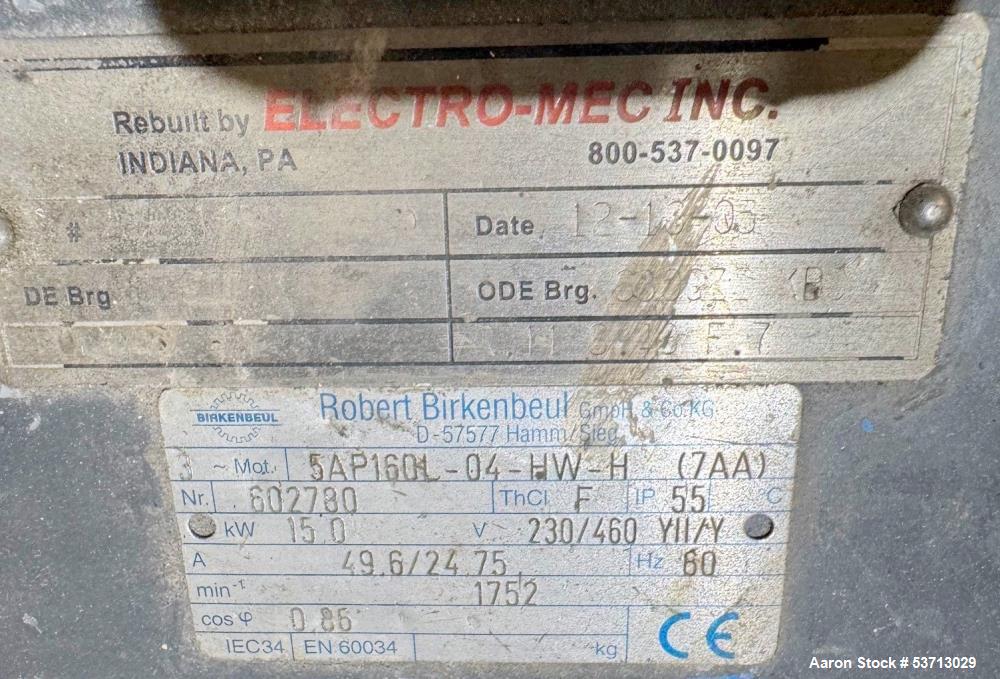 Rebuilt by ELECTRO-MEC INC.
INDIANA, PA 800-537-0097
# Date
DE Brg. ODE Brg.
BIRKENBEUL
Robert Birkenbeul GmbH & Co KG
D-57577 Hamm/Sieg
3 ~ Mot. 5AP160L-04-HW-H (7AA)
Nr. 602780 ThCl F IP 55 C
kW 15.0 V 230/460 YII/Y
A 49.6/24.75 Hz 60
min-1 1752
cos φ 0.86
IEC34 EN 60034 kg CE
Aaron Stock # 53713029